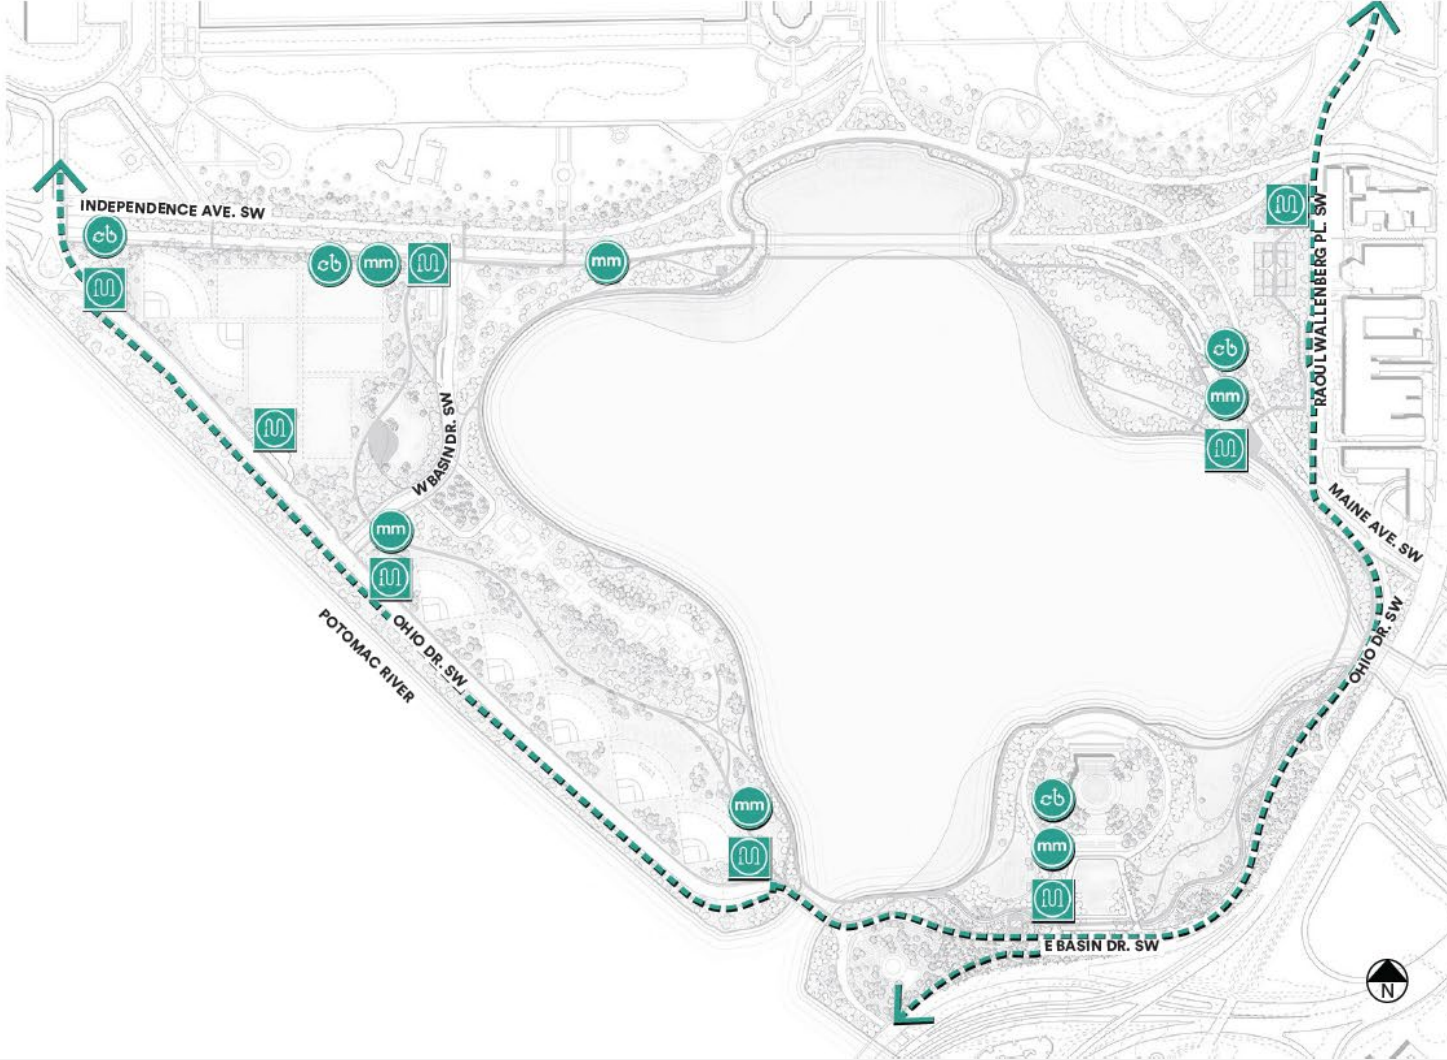 INDEPENDENCE AVE. SW
cb
cb
mm
mm
RAOUL WALLENBERG PL. SW
cb
mm
W BASIN DR. SW
MAINE AVE. SW
mm
OHIO DR. SW
POTOMAC RIVER
OHIO DR. SW
mm
cb
mm
E BASIN DR. SW
N